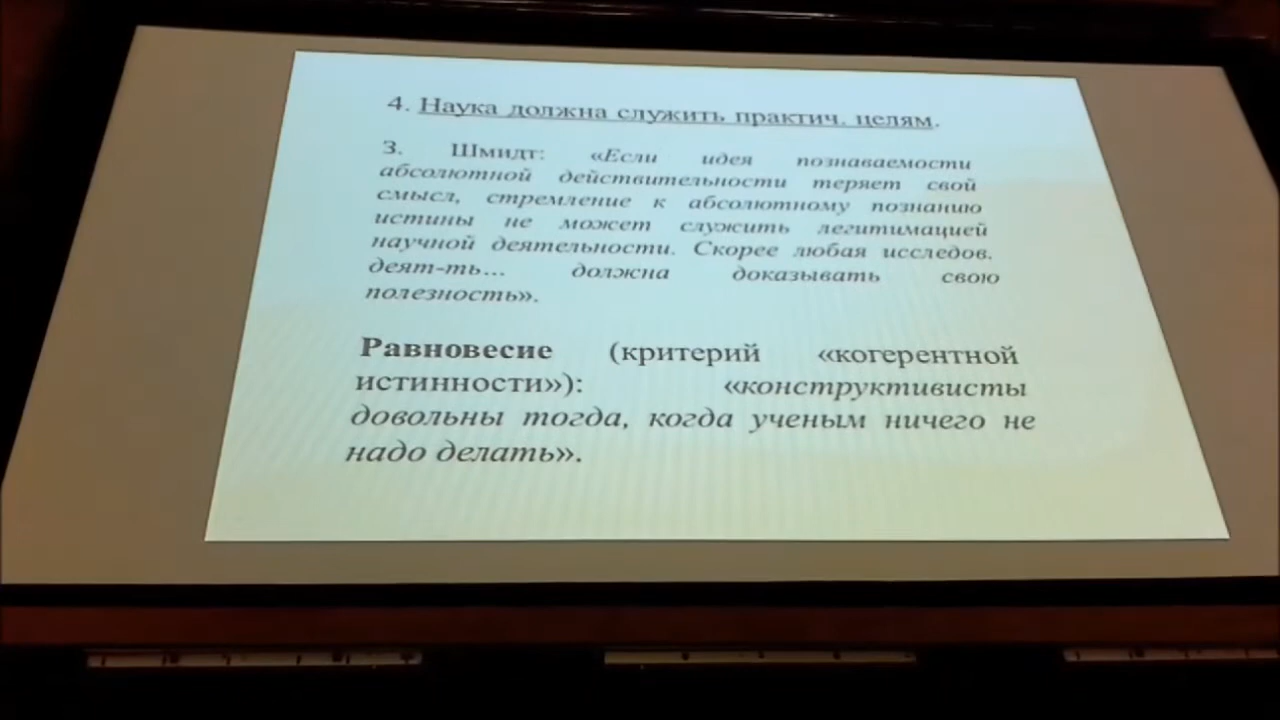 4. Наука должна служить практич. целям.
З. Шмидт: «Если идея познаваемости
абсолютной действительности теряет свой
смысл, стремление к абсолютному познанию
истины не может служить легитимацией
научной деятельности. Скорее любая исследов.
деят-ть... должна доказывать свою
полезность».
Равновесие (критерий «когерентной
истинности»): «конструктивисты
довольны тогда, когда ученым ничего не
надо делать».